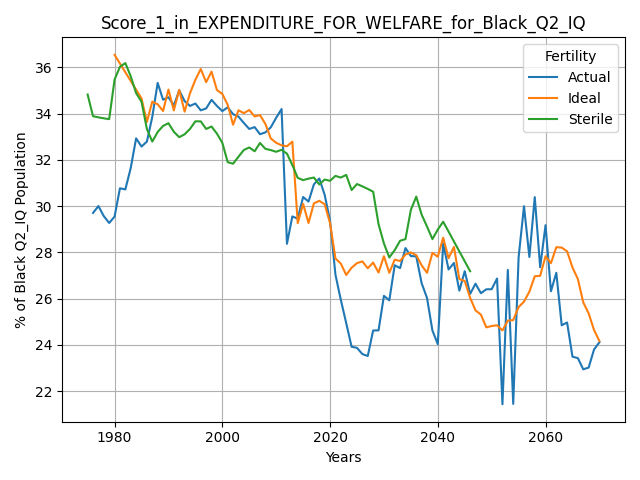 Score_1_in_EXPENDITURE_FOR_WELFARE_for_Black_Q2_IQ
Fertility
Actual
Ideal
Sterile
% of Black Q2_IQ Population
36
34
32
30
28
26
24
22
1980
2000
2020
2040
2060
Years